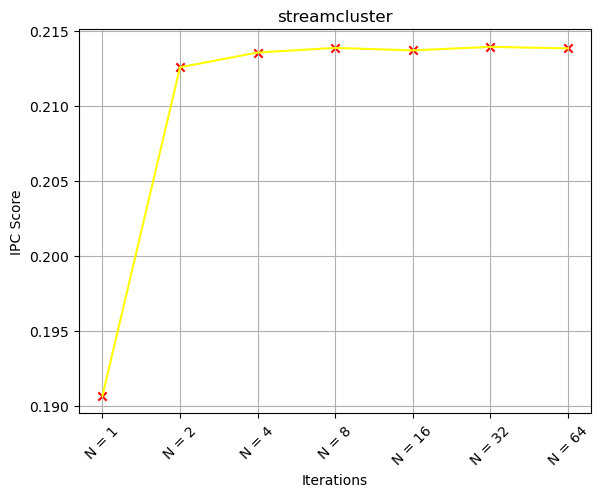 streamcluster
IPC Score
0.215
0.210
0.205
0.200
0.195
0.190
N = 1
N = 2
N = 4
N = 8
N = 16
N = 32
N = 64
Iterations